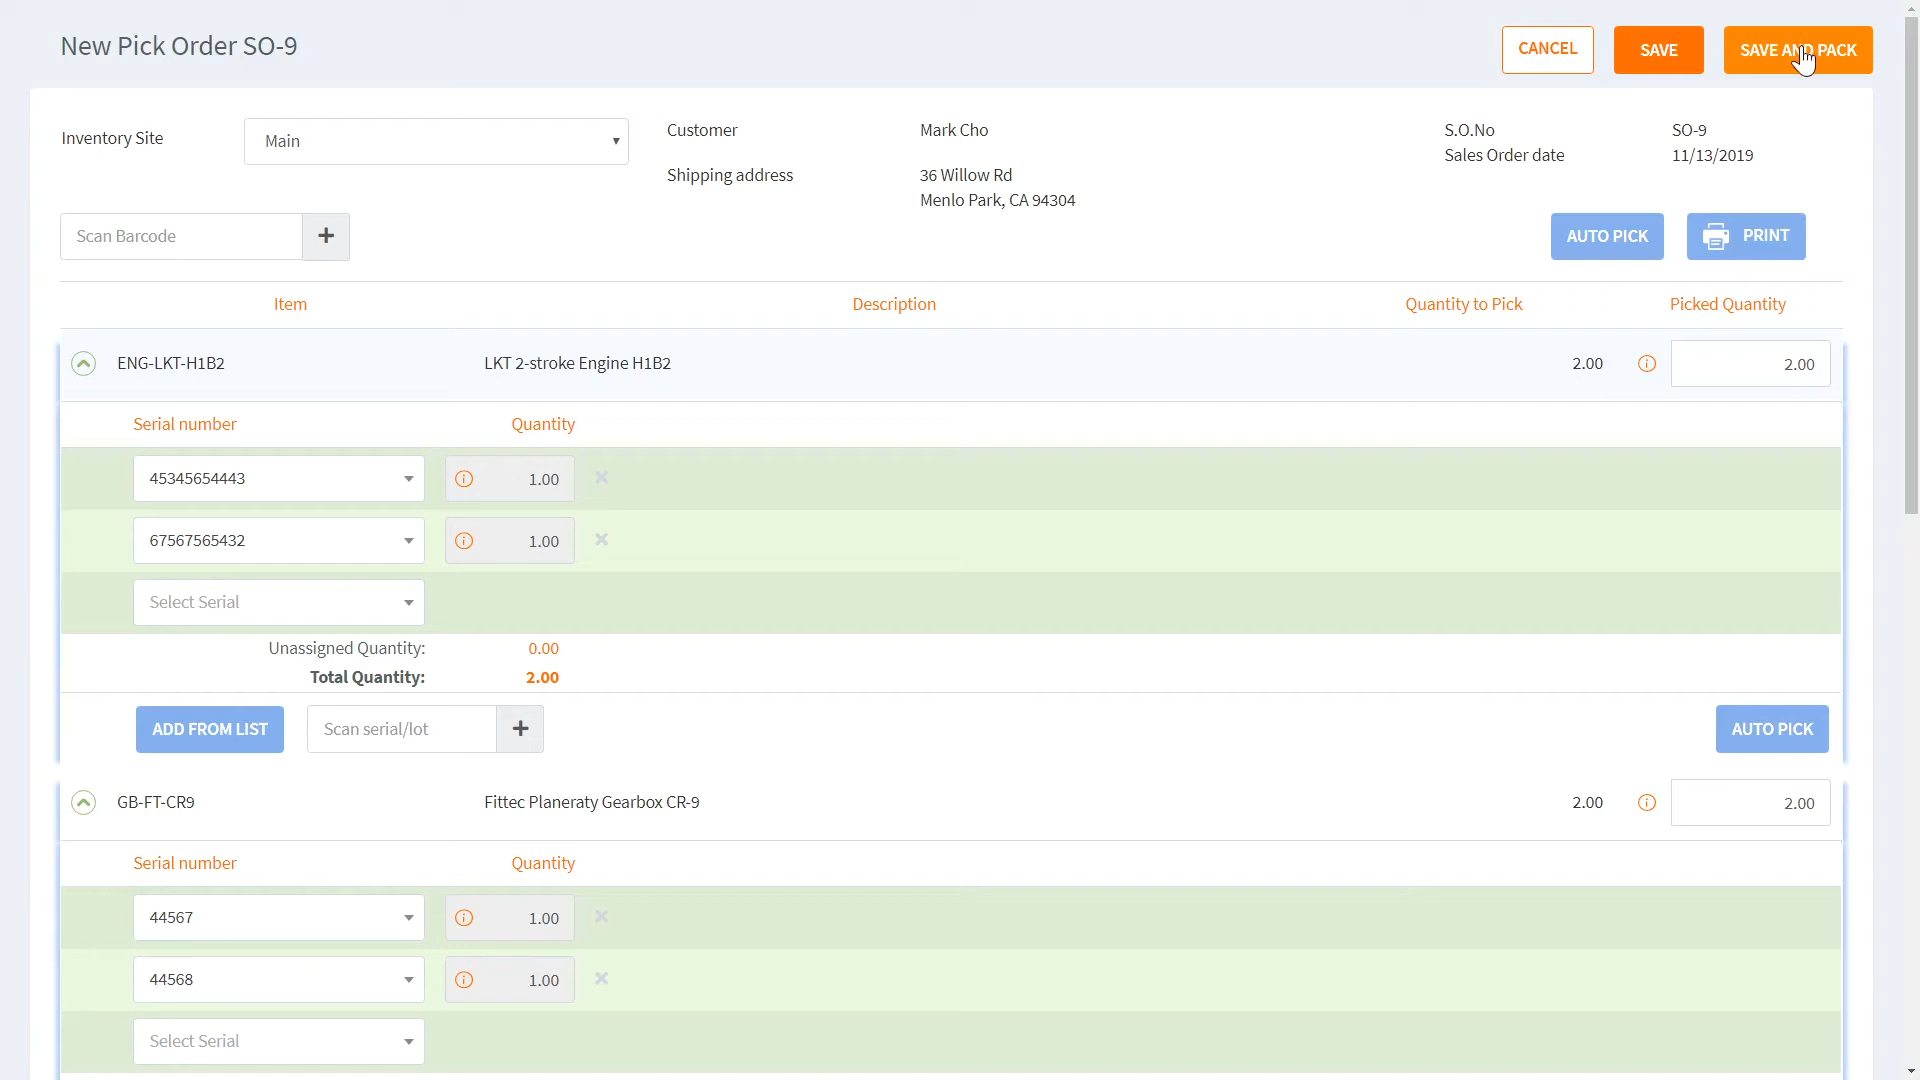 New Pick Order SO-9
CANCEL
SAVE
SAVE AND PACK
Inventory Site
Main
Customer
Mark Cho
S.O.No
SO-9
Sales Order date
11/13/2019
Shipping address
36 Willow Rd
Menlo Park, CA 94304
Scan Barcode
AUTO PICK
PRINT
Item
Description
Quantity to Pick
Picked Quantity
ENG-LKT-H1B2
LKT 2-stroke Engine H1B2
2.00
2.00
Serial number
Quantity
45345654443
1.00
67567565432
1.00
Select Serial
Unassigned Quantity:
0.00
Total Quantity:
2.00
ADD FROM LIST
Scan serial/lot
AUTO PICK
GB-FT-CR9
Fittec Planeraty Gearbox CR-9
2.00
2.00
Serial number
Quantity
44567
1.00
44568
1.00
Select Serial